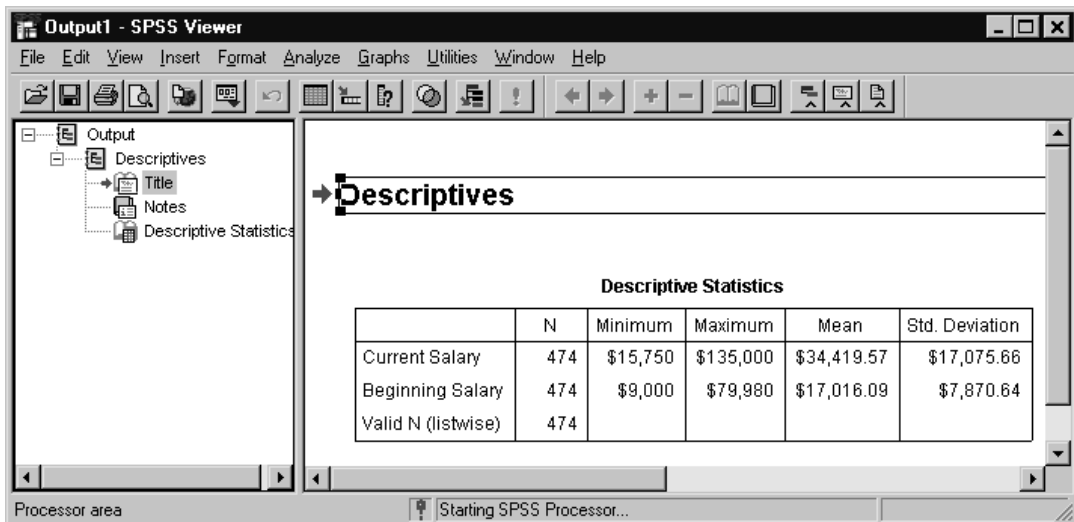 Output1 - SPSS Viewer
File Edit View Insert Format Analyze Graphs Utilities Window Help
Output
Descriptives
Title
Notes
Descriptive Statistics
Descriptives
Descriptive Statistics
N Minimum Maximum Mean Std. Deviation
Current Salary 474 $15,750 $135,000 $34,419.57 $17,075.66
Beginning Salary 474 $9,000 $79,980 $17,016.09 $7,870.64
Valid N (listwise) 474
Processor area Starting SPSS Processor...